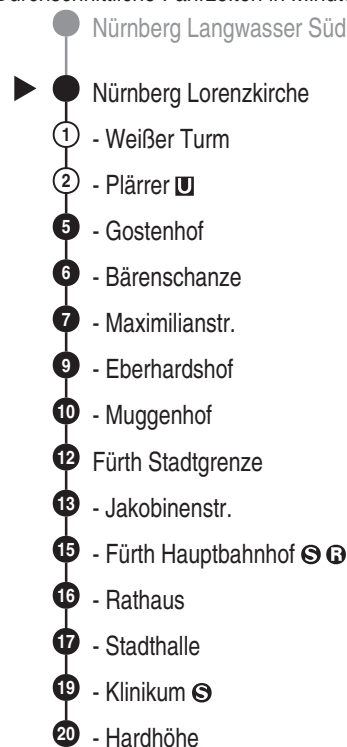 Nürnberg Langwasser Süd
Nürnberg Lorenzkirche
1 - Weißer Turm
2 - Plärrer U
5 - Gostenhof
6 - Bärenschanze
7 - Maximilianstr.
9 - Eberhardshof
10 - Muggenhof
12 Fürth Stadtgrenze
13 - Jakobinenstr.
15 - Fürth Hauptbahnhof S R
16 - Rathaus
17 - Stadthalle
19 - Klinikum S
20 - Hardhöhe